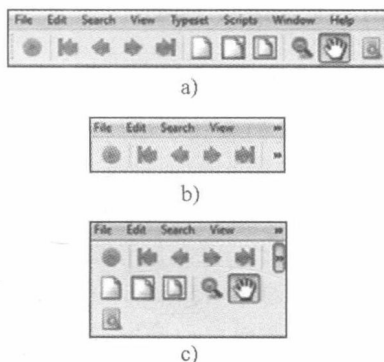 File Edit Search View Typeset Scripts Window Help
a)
File Edit Search View »
»
b)
File Edit Search View »
»
c)